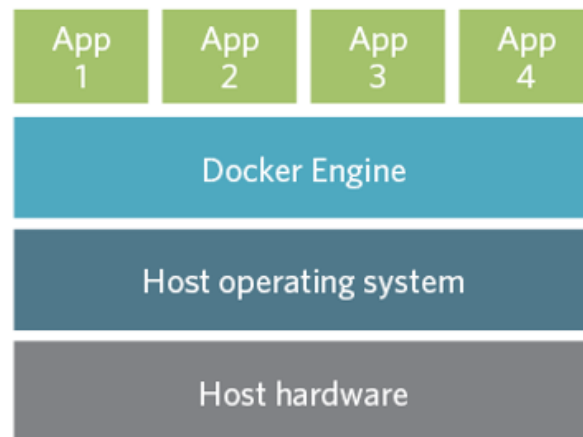 App App App App
1 2 3 4
Docker Engine
Host operating system
Host hardware